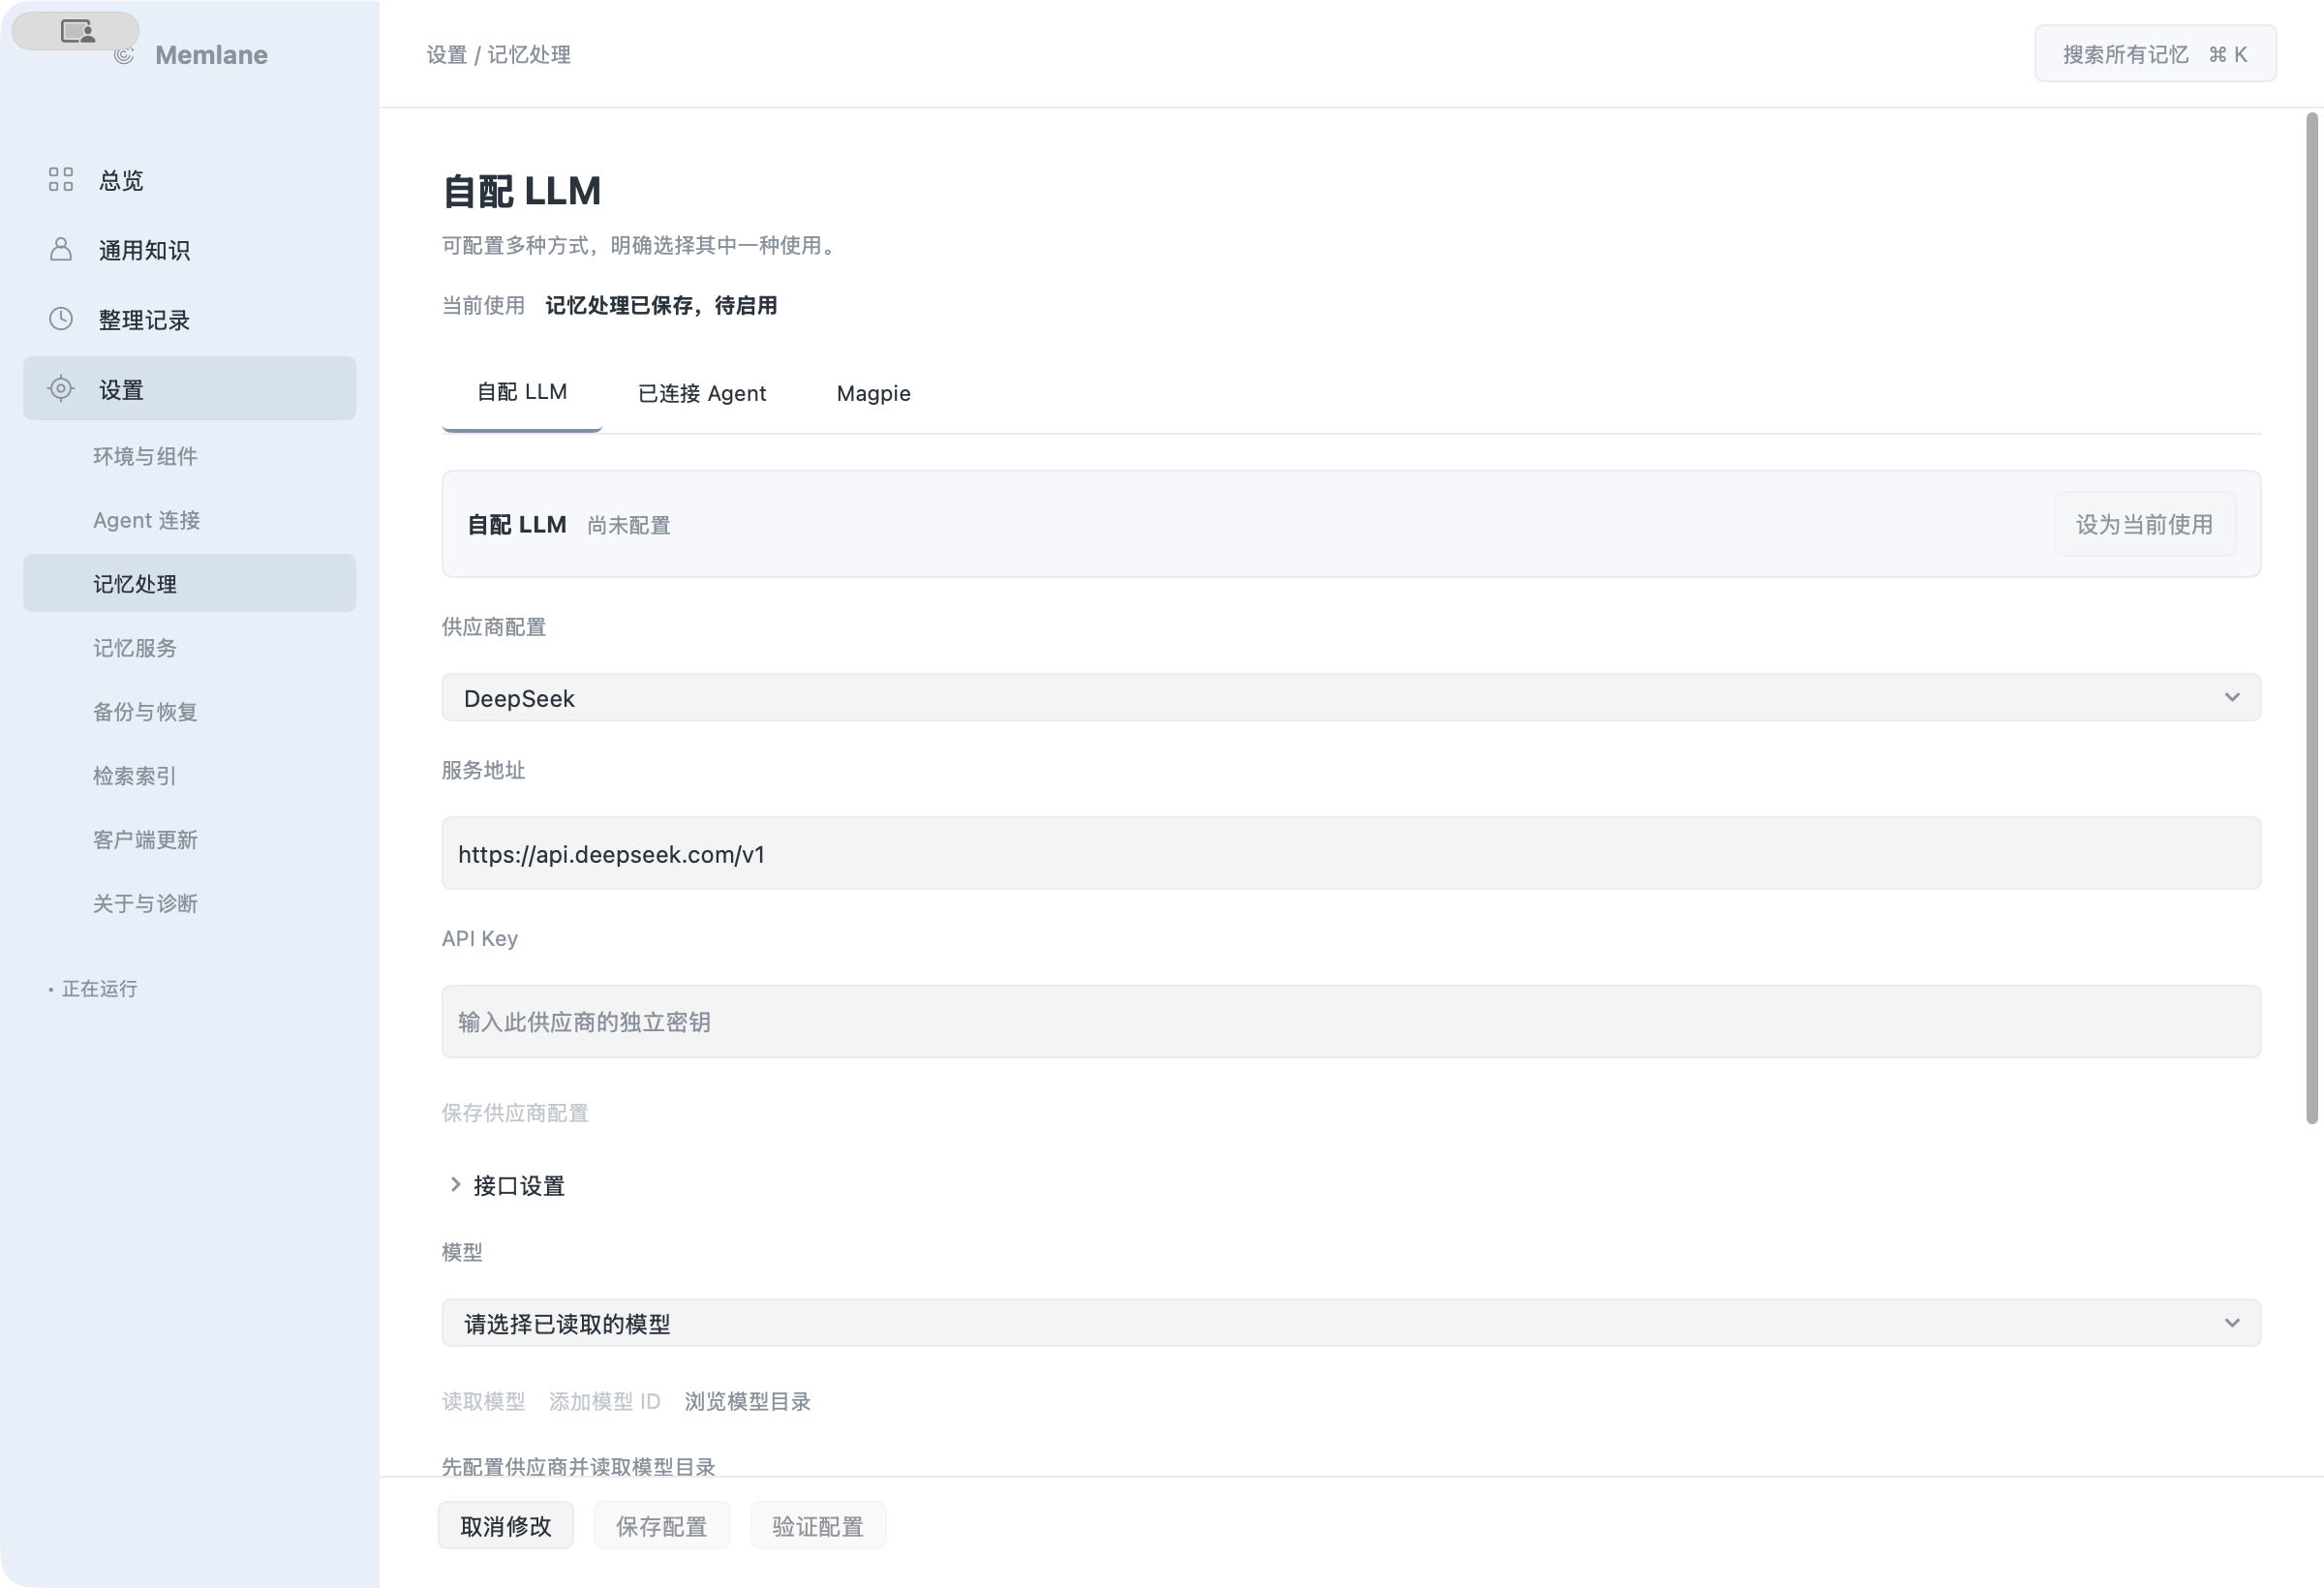 Memlane
设置 / 记忆处理
搜索所有记忆 ⌘ K
总览
通用知识
整理记录
设置
环境与组件
Agent 连接
记忆处理
记忆服务
备份与恢复
检索索引
客户端更新
关于与诊断
• 正在运行
自配 LLM
可配置多种方式，明确选择其中一种使用。
当前使用 记忆处理已保存，待启用
自配 LLM 已连接 Agent Magpie
自配 LLM 尚未配置 设为当前使用
供应商配置
DeepSeek
服务地址
https://api.deepseek.com/v1
API Key
输入此供应商的独立密钥
保存供应商配置
接口设置
模型
请选择已读取的模型
读取模型 添加模型 ID 浏览模型目录
先配置供应商并读取模型目录
取消修改 保存配置 验证配置